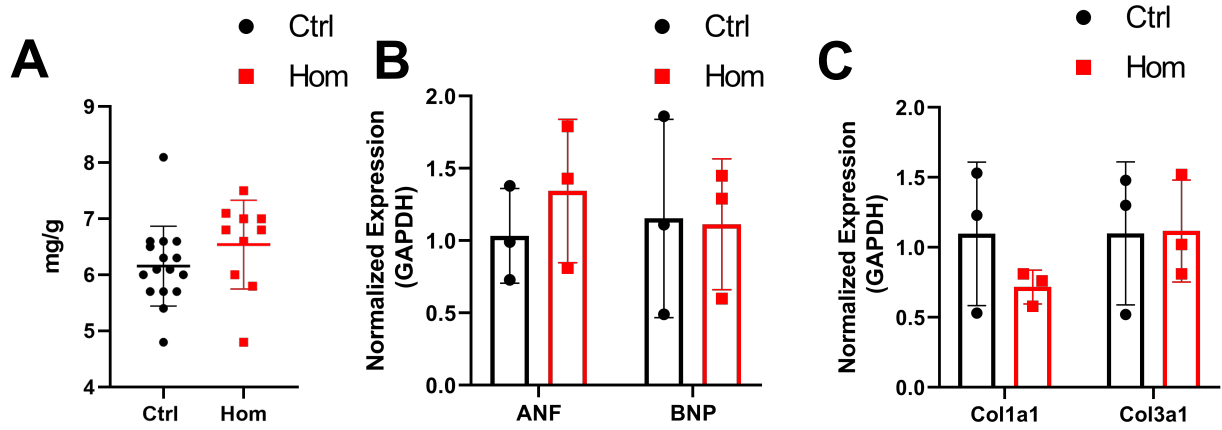 A
Ctrl
Hom
mg/g
9
8
7
6
5
4
Ctrl Hom
B
Ctrl
Hom
Normalized Expression
(GAPDH)
2.0
1.5
1.0
0.5
0.0
ANF BNP
C
Ctrl
Hom
Normalized Expression
(GAPDH)
2.0
1.5
1.0
0.5
0.0
Col1a1 Col3a1